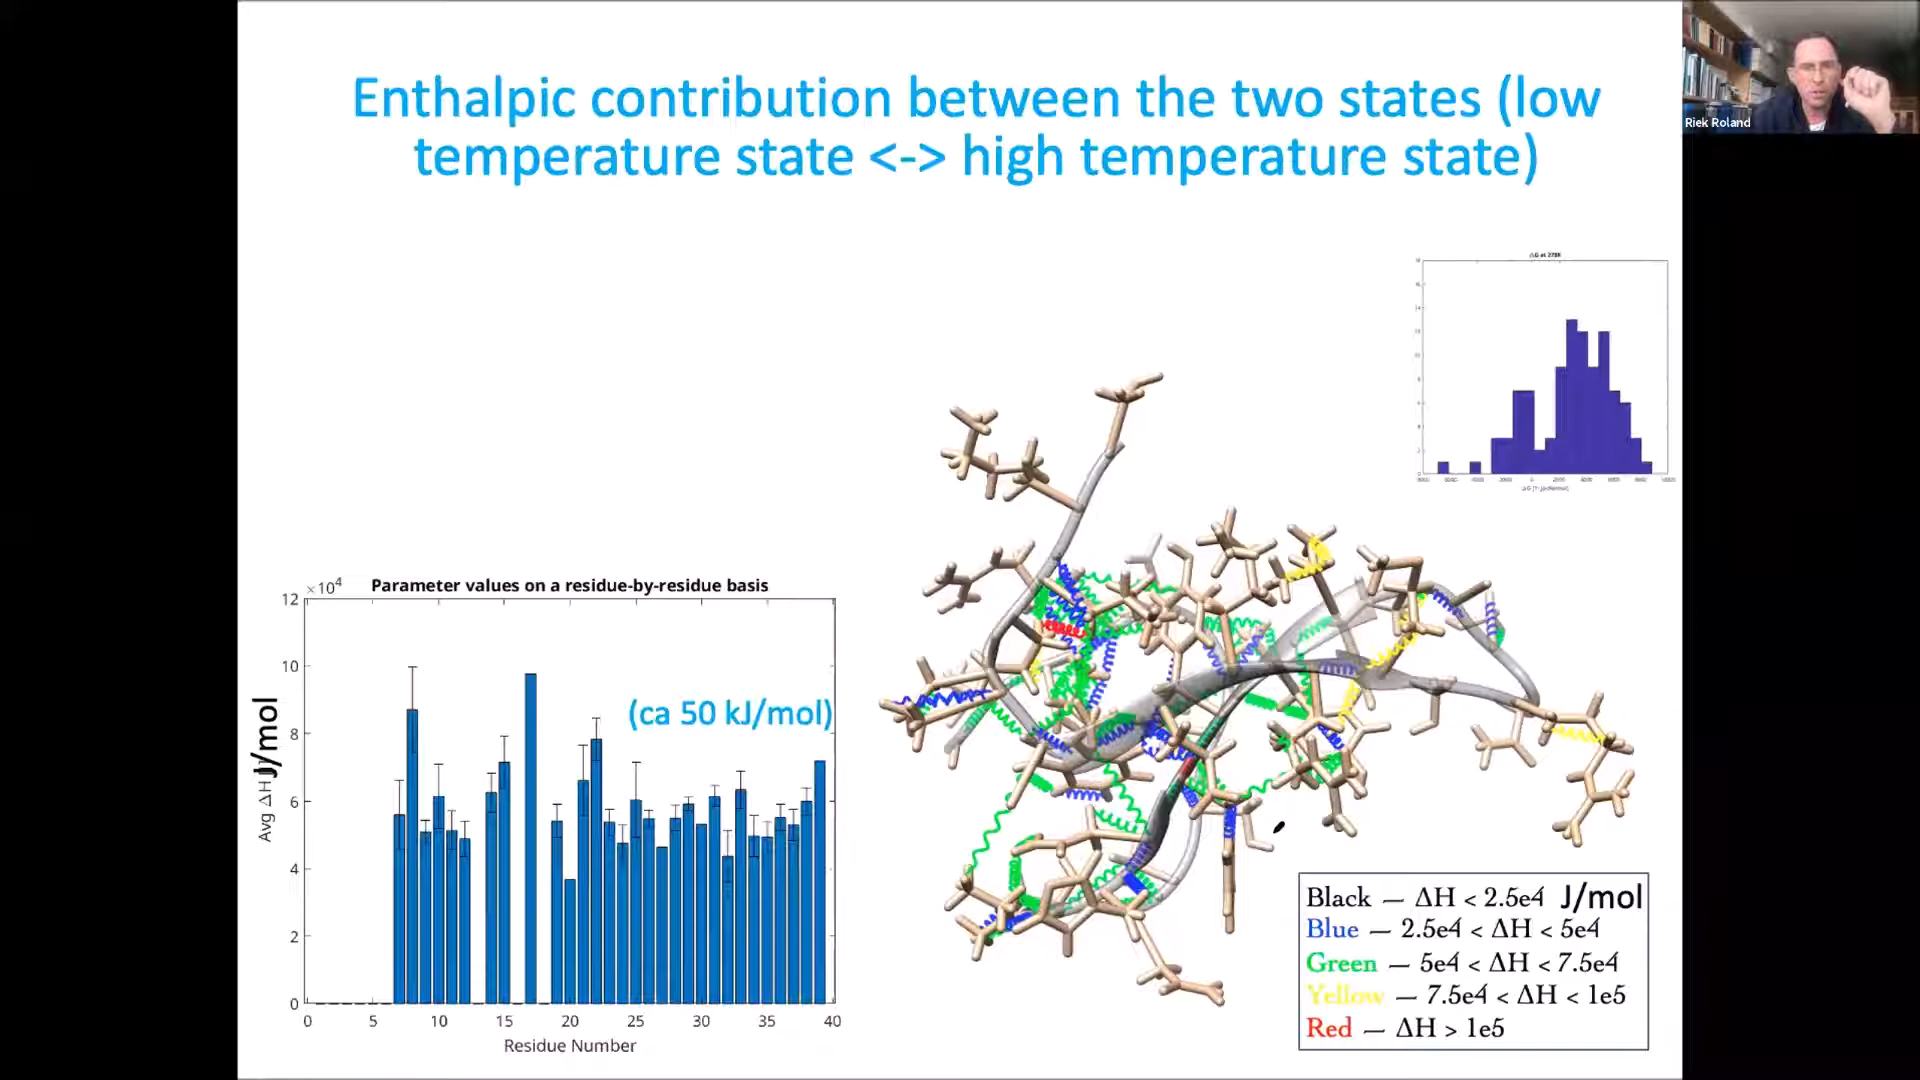 Enthalpic contribution between the two states (low
temperature state <-> high temperature state)
Riek Roland
ΔG at 278K
Parameter values on a residue-by-residue basis
×10⁴
12
10
8
6
4
2
0
Avg ΔH J/mol
(ca 50 kJ/mol)
0 5 10 15 20 25 30 35 40
Residue Number
Black — ΔH < 2.5e4 J/mol
Blue — 2.5e4 < ΔH < 5e4
Green — 5e4 < ΔH < 7.5e4
Yellow — 7.5e4 < ΔH < 1e5
Red — ΔH > 1e5